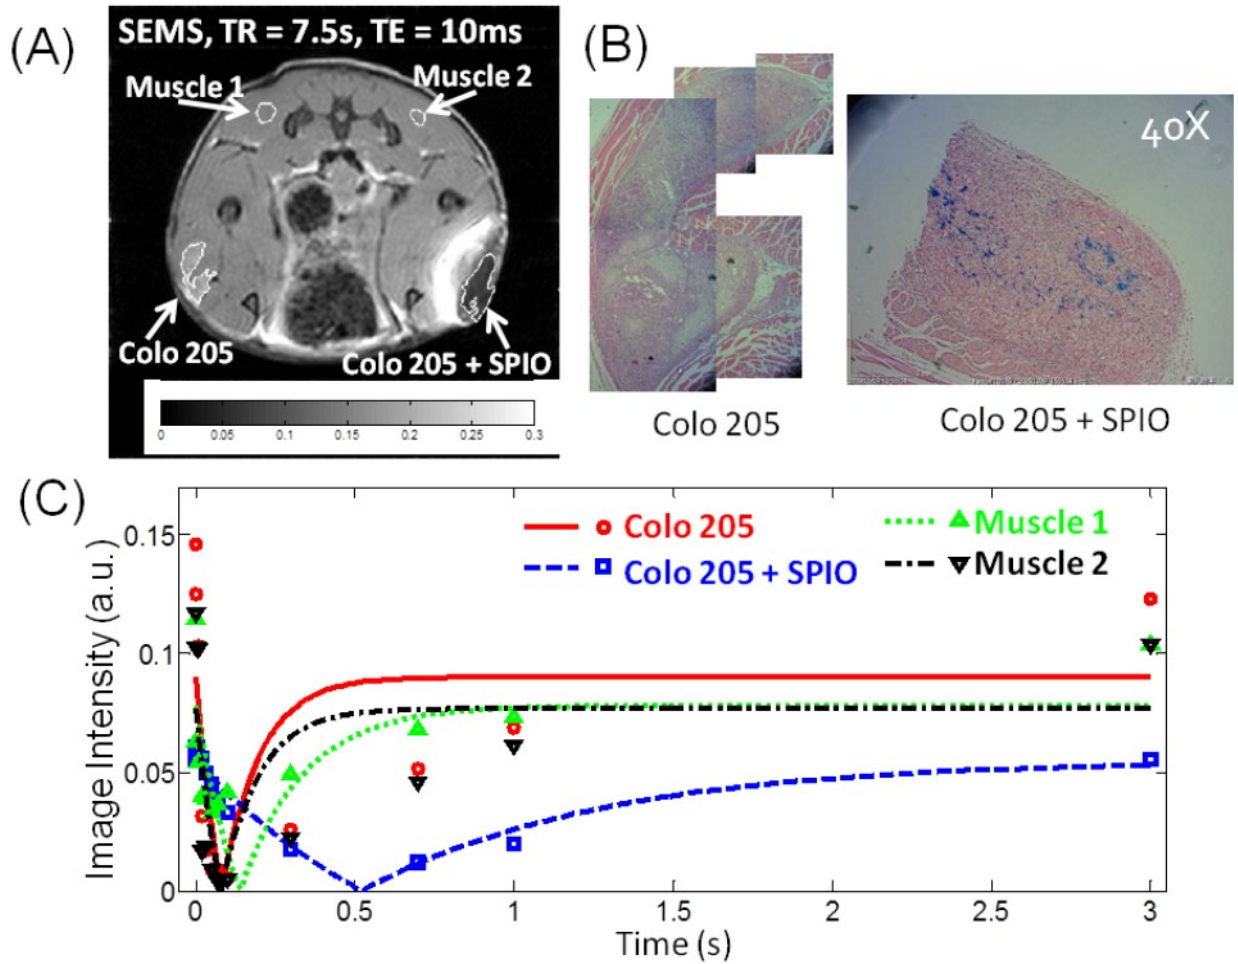 (A)
SEMS, TR = 7.5s, TE = 10ms
Muscle 1
Muscle 2
Colo 205
Colo 205 + SPIO
0 0.05 0.1 0.15 0.2 0.25 0.3
(B)
40X
Colo 205
Colo 205 + SPIO
(C)
Image Intensity (a.u.)
0.15
0.1
0.05
0
Colo 205
Colo 205 + SPIO
Muscle 1
Muscle 2
0 0.5 1 1.5 2 2.5 3
Time (s)